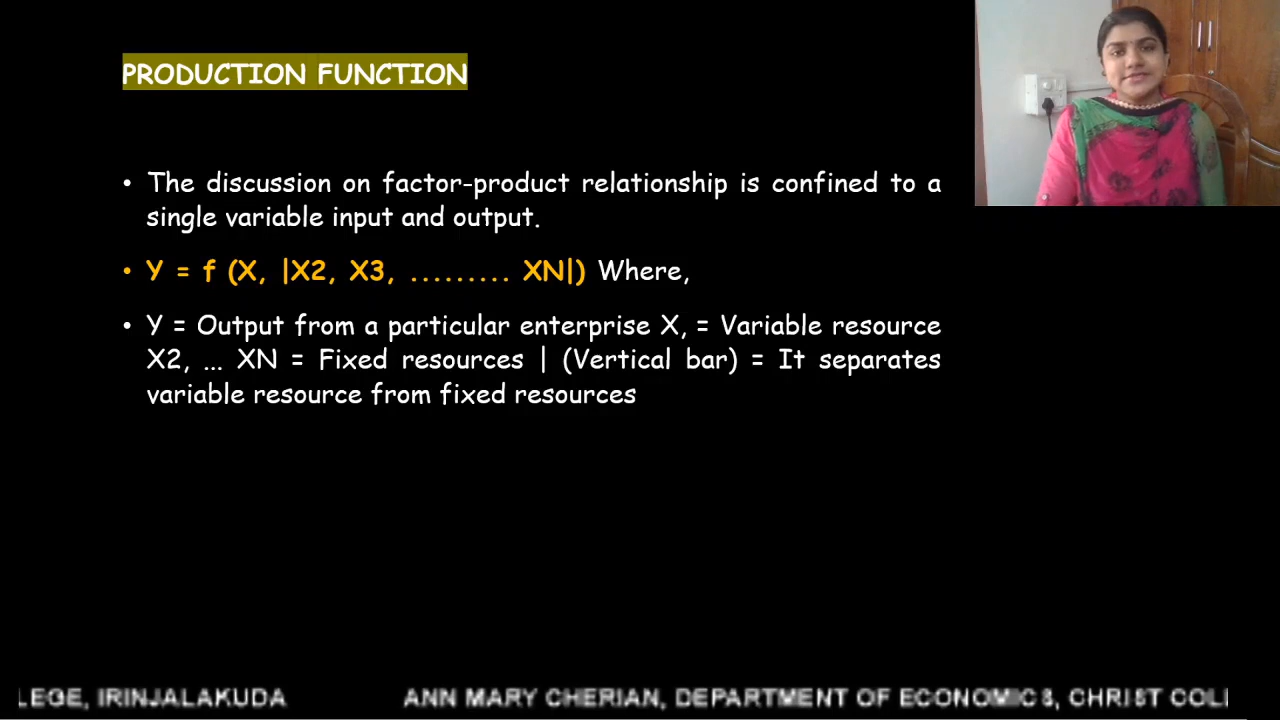 PRODUCTION FUNCTION
• The discussion on factor-product relationship is confined to a
single variable input and output.
• Y = f (X, |X2, X3, ......... XN|) Where,
• Y = Output from a particular enterprise X, = Variable resource
X2, ... XN = Fixed resources | (Vertical bar) = It separates
variable resource from fixed resources
LEGE, IRINJALAKUDA ANN MARY CHERIAN, DEPARTMENT OF ECONOMICS, CHRIST COLL